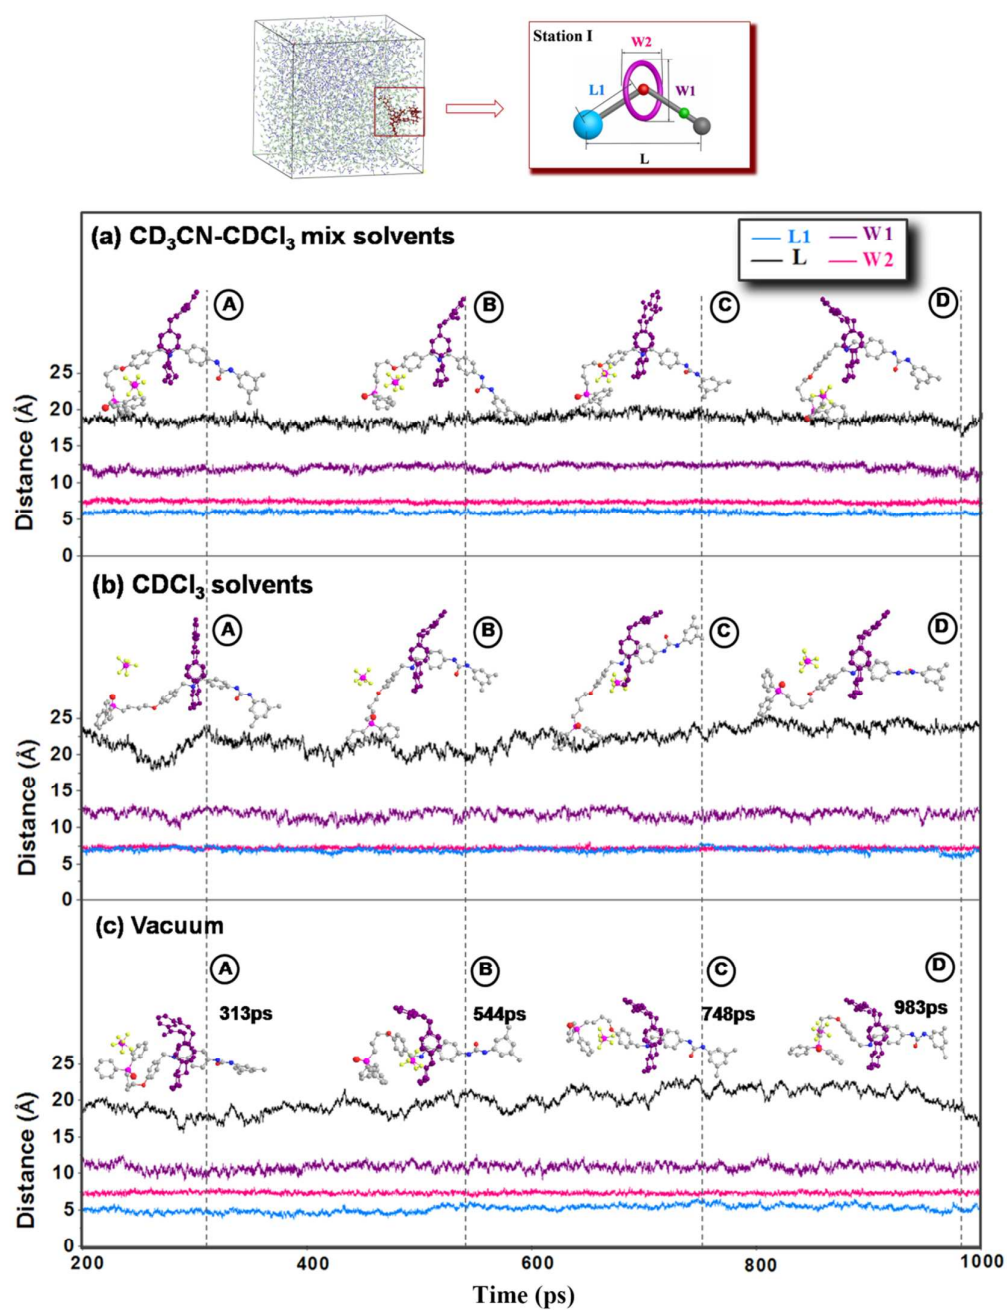 Station I
W2
L1
W1
L
(a) CD₃CN-CDCl₃ mix solvents
L1
W1
L
W2
A
B
C
D
25
20
15
10
5
0
Distance (Å)
(b) CDCl₃ solvents
A
B
C
D
25
20
15
10
5
0
Distance (Å)
(c) Vacuum
A
B
C
D
313ps
544ps
748ps
983ps
25
20
15
10
5
0
Distance (Å)
200
400
600
800
1000
Time (ps)